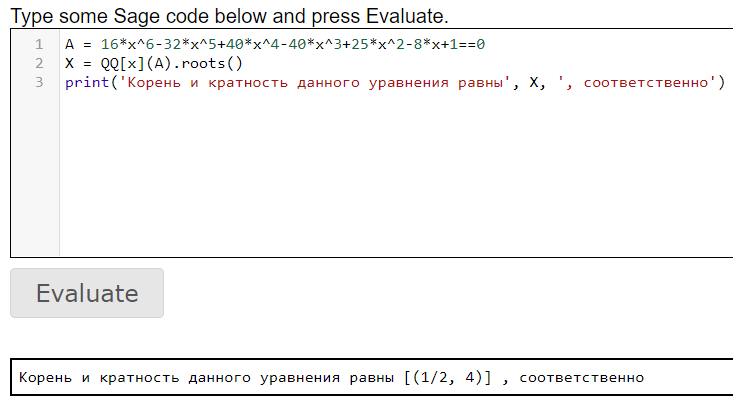 Type some Sage code below and press Evaluate.
1 A = 16*x^6-32*x^5+40*x^4-40*x^3+25*x^2-8*x+1==0
2 X = QQ[x](A).roots()
3 print('Корень и кратность данного уравнения равны', X, ', соответственно')
Evaluate
Корень и кратность данного уравнения равны [(1/2, 4)] , соответственно